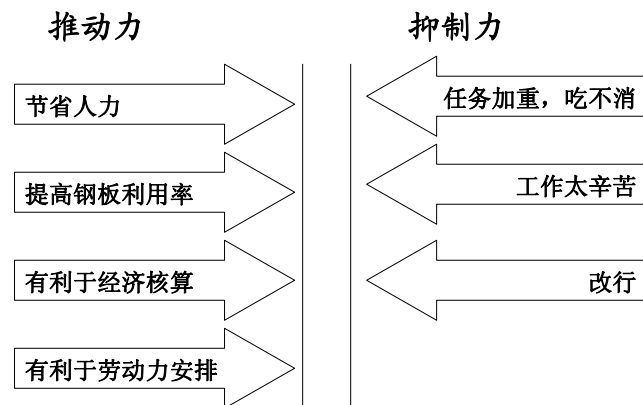 推动力
抑制力
节省人力
任务加重，吃不消
提高钢板利用率
工作太辛苦
有利于经济核算
改行
有利于劳动力安排